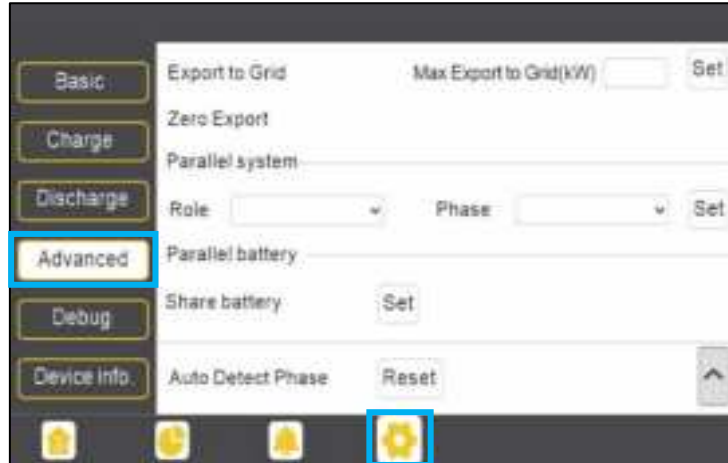 Basic
Charge
Discharge
Advanced
Debug
Device Info.
Export to Grid Max Export to Grid(kW) Set
Zero Export
Parallel system
Role Phase Set
Parallel battery
Share battery Set
Auto Detect Phase Reset